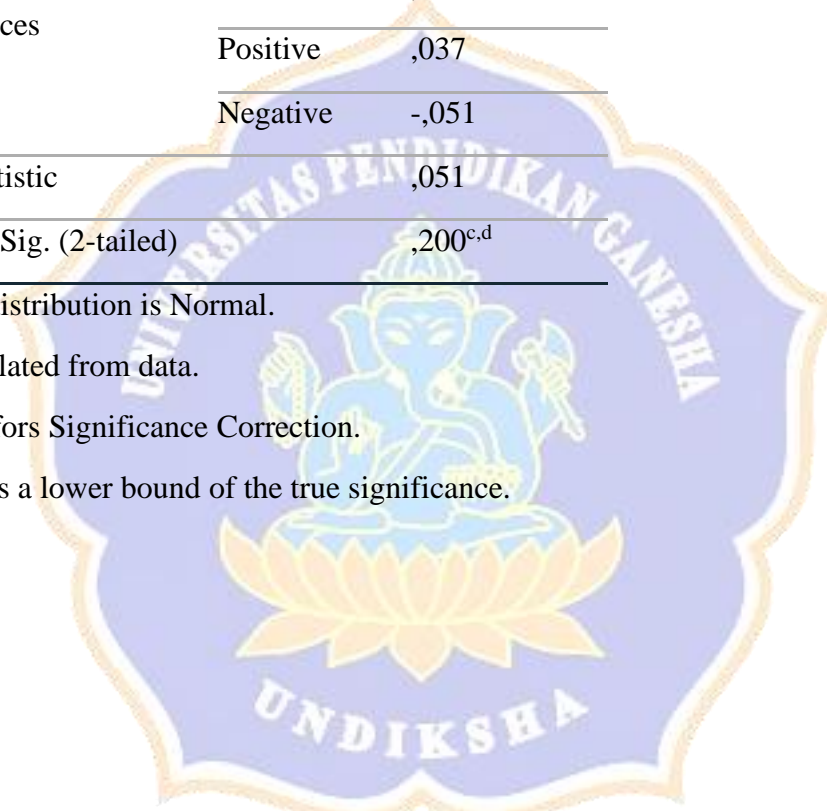 ces
Positive ,037
Negative -,051
tistic ,051
Sig. (2-tailed) ,200c,d
istribution is Normal.
lated from data.
fors Significance Correction.
s a lower bound of the true significance.
UNIVERSITAS PENDIDIKAN GANESHA
UNDIKSHA